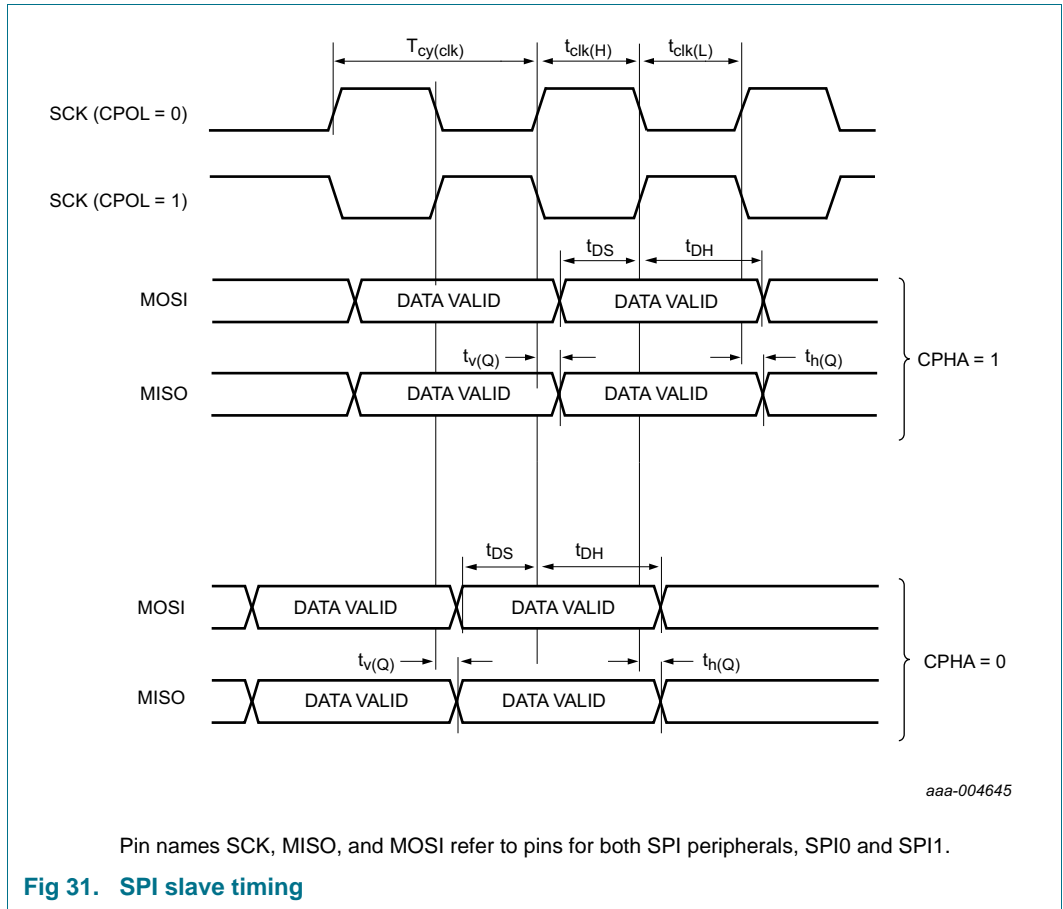 Tcy(clk) tclk(H) tclk(L)
SCK (CPOL = 0)
SCK (CPOL = 1)
tDS tDH
MOSI DATA VALID DATA VALID
tv(Q) th(Q)
CPHA = 1
MISO DATA VALID DATA VALID
tDS tDH
MOSI DATA VALID DATA VALID
tv(Q) th(Q)
CPHA = 0
MISO DATA VALID DATA VALID
aaa-004645
Pin names SCK, MISO, and MOSI refer to pins for both SPI peripherals, SPI0 and SPI1.
Fig 31. SPI slave timing